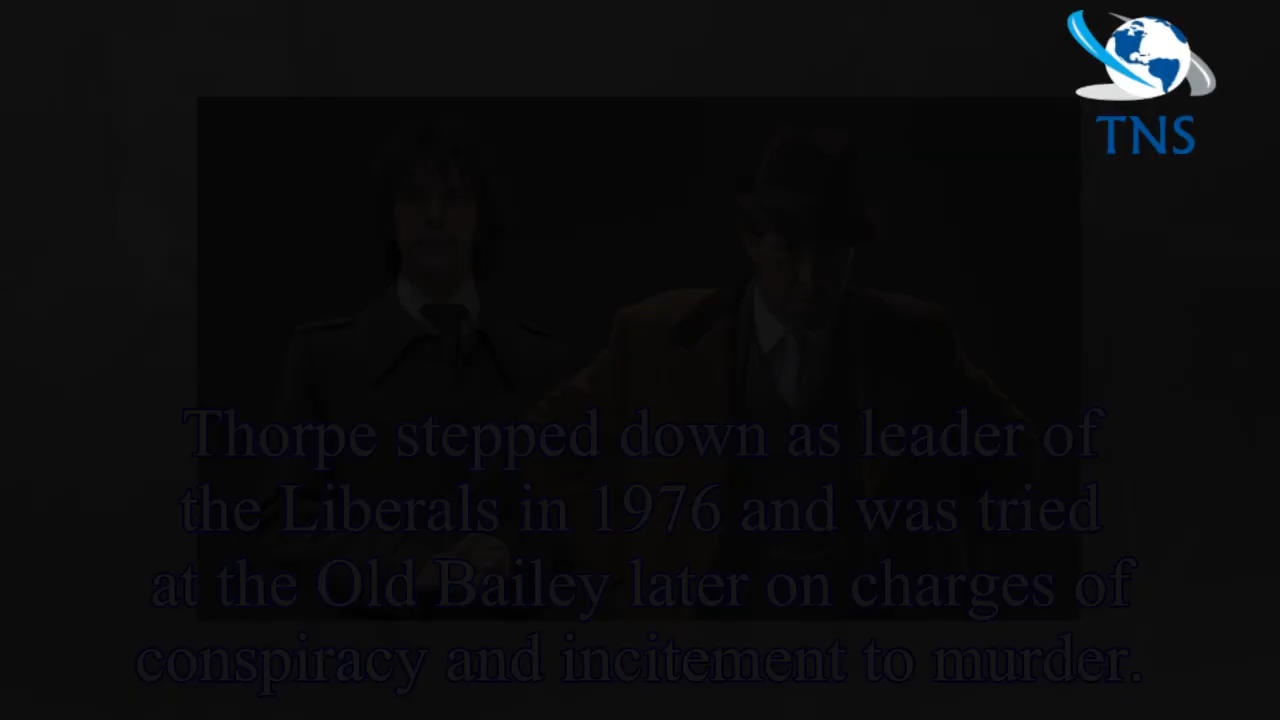 TNS
Thorpe stepped down as leader of
the Liberals in 1976 and was tried
at the Old Bailey later on charges of
conspiracy and incitement to murder.